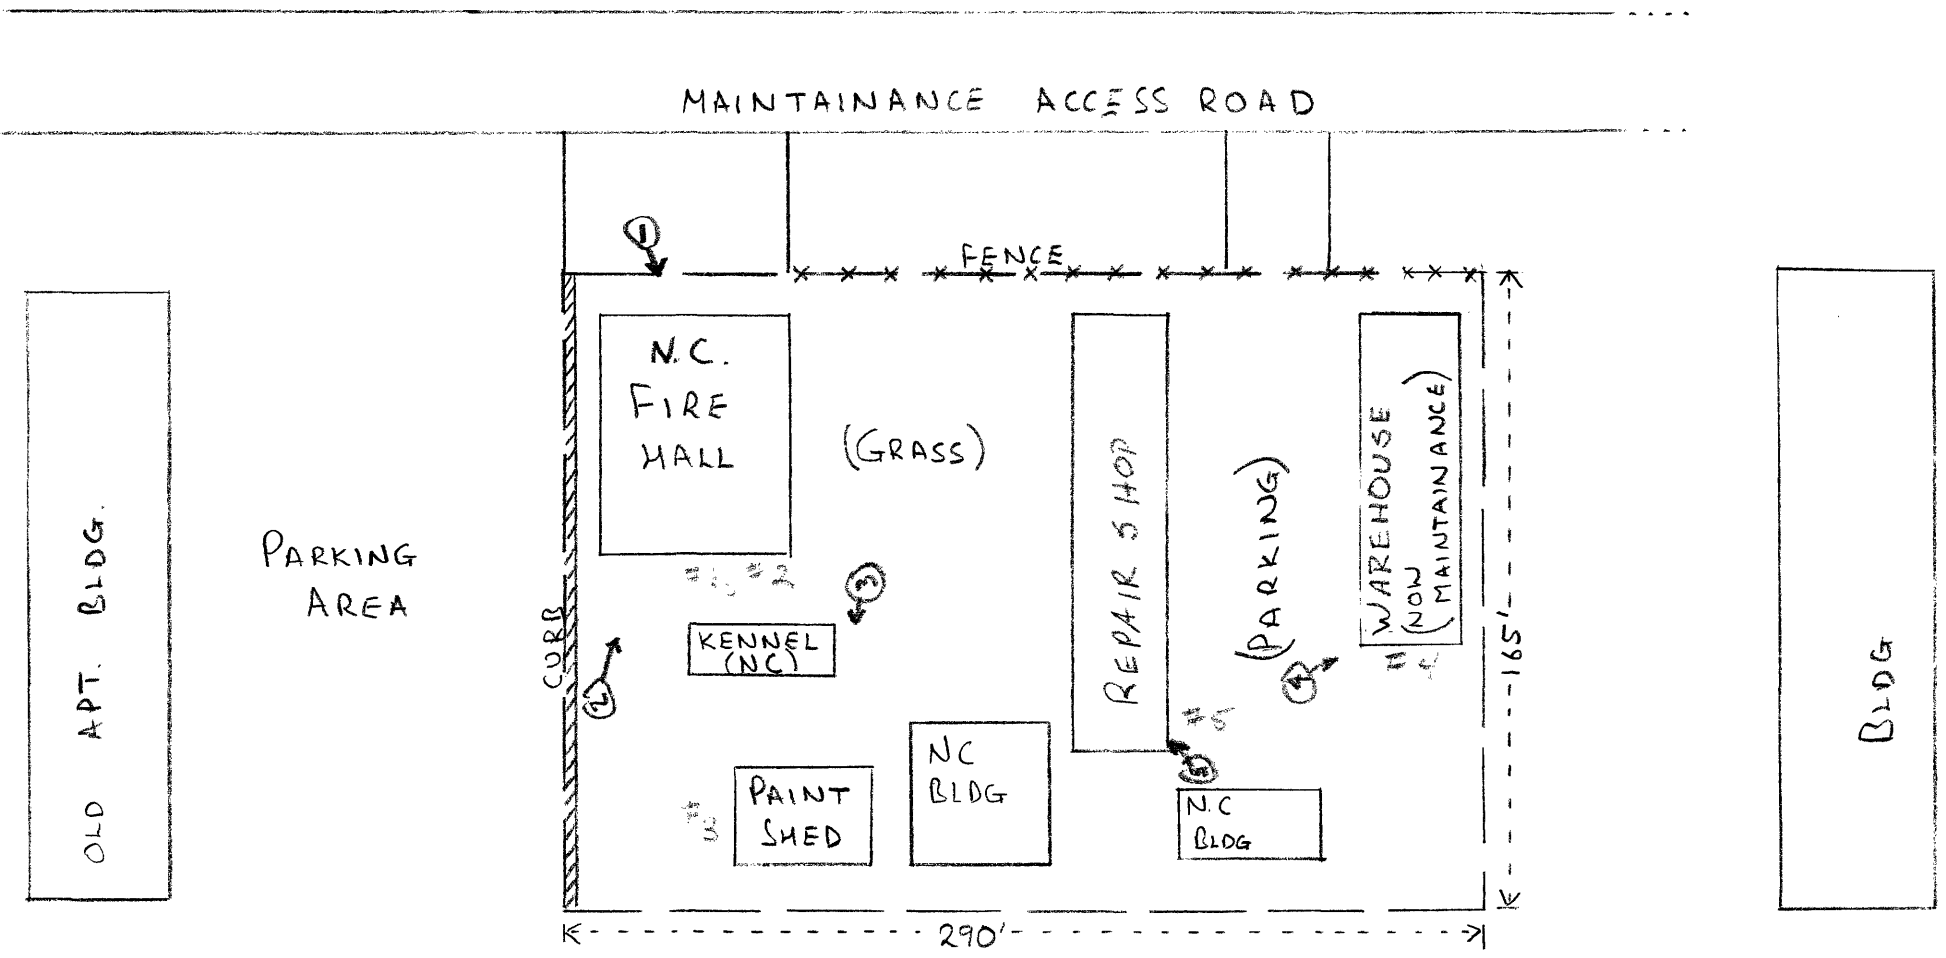 MAINTAINANCE ACCESS ROAD
1
FENCE
N.C.
FIRE
HALL
(GRASS)
REPAIR SHOP
(PARKING)
WAREHOUSE
(NOW
MAINTAINANCE)
OLD APT. BLDG.
PARKING
AREA
CURB
#2
3
KENNEL
(NC)
2
4
#4
165'
#5
5
BLDG
NC
BLDG
PAINT
SHED
#3
N.C
BLDG
290'